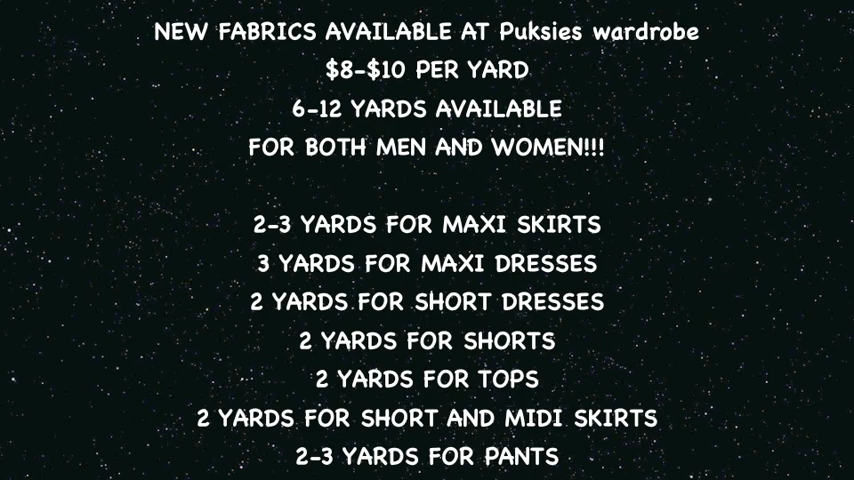 NEW FABRICS AVAILABLE AT Puksies wardrobe
$8-$10 PER YARD
6-12 YARDS AVAILABLE
FOR BOTH MEN AND WOMEN!!!
2-3 YARDS FOR MAXI SKIRTS
3 YARDS FOR MAXI DRESSES
2 YARDS FOR SHORT DRESSES
2 YARDS FOR SHORTS
2 YARDS FOR TOPS
2 YARDS FOR SHORT AND MIDI SKIRTS
2-3 YARDS FOR PANTS